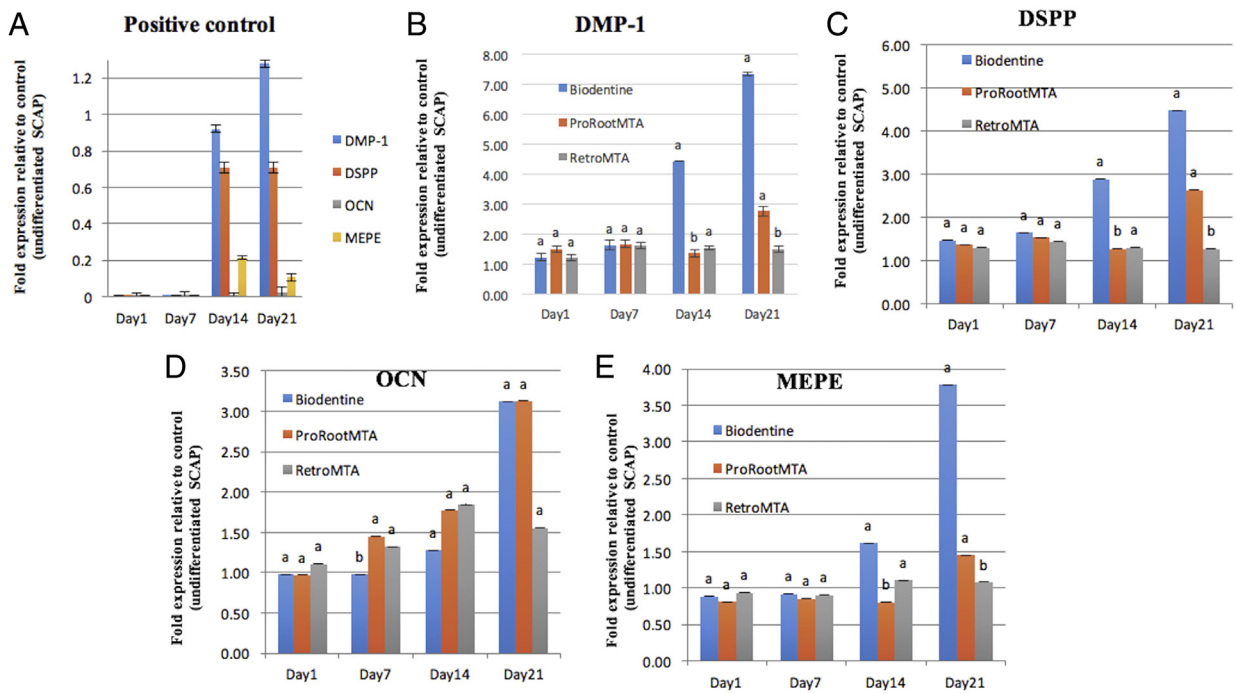 A
Positive control
Fold expression relative to control
(undifferentiated SCAP)
1.2
1
0.8
0.6
0.4
0.2
0
Day1 Day7 Day14 Day21
DMP-1
DSPP
OCN
MEPE
B
DMP-1
Fold expression relative to control
(undifferentiated SCAP)
8.00
7.00
6.00
5.00
4.00
3.00
2.00
1.00
0.00
Biodentine
ProRootMTA
RetroMTA
a a a a a a a b a a a b
Day1 Day7 Day14 Day21
C
DSPP
Fold expression relative to control
(undifferentiated SCAP)
6.00
5.00
4.00
3.00
2.00
1.00
0.00
Biodentine
ProRootMTA
RetroMTA
a a a a a a a b a a a b
Day1 Day7 Day14 Day21
D
OCN
Fold expression relative to control
(undifferentiated SCAP)
3.50
3.00
2.50
2.00
1.50
1.00
0.50
0.00
Biodentine
ProRootMTA
RetroMTA
a a a b a a a a a a a a
Day1 Day7 Day14 Day21
E
MEPE
Fold expression relative to control
(undifferentiated SCAP)
4.00
3.50
3.00
2.50
2.00
1.50
1.00
0.50
0.00
Biodentine
ProRootMTA
RetroMTA
a a a a a a a b a a a b
Day1 Day7 Day14 Day21